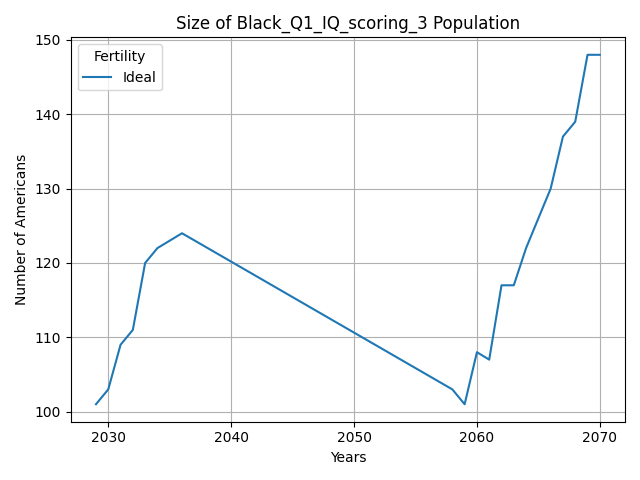 Size of Black_Q1_IQ_scoring_3 Population
Number of Americans
150
140
130
120
110
100
Fertility
Ideal
2030 2040 2050 2060 2070
Years